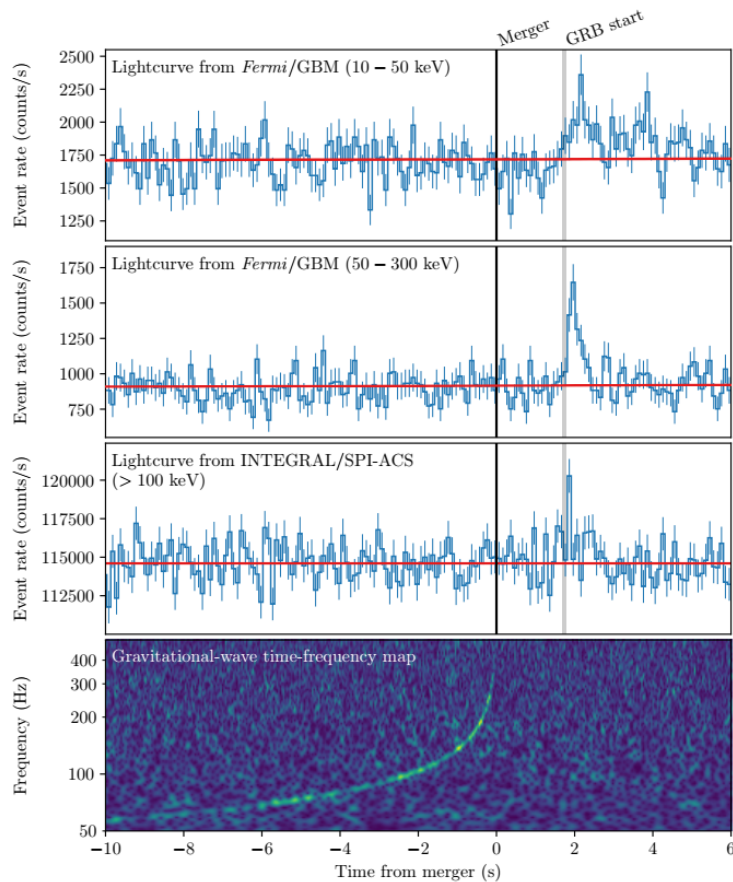 Merger
GRB start
Lightcurve from Fermi/GBM (10 − 50 keV)
Event rate (counts/s)
2500
2250
2000
1750
1500
1250
Lightcurve from Fermi/GBM (50 − 300 keV)
Event rate (counts/s)
1750
1500
1250
1000
750
Lightcurve from INTEGRAL/SPI-ACS
(> 100 keV)
Event rate (counts/s)
120000
117500
115000
112500
Gravitational-wave time-frequency map
Frequency (Hz)
400
300
200
100
50
−10 −8 −6 −4 −2 0 2 4 6
Time from merger (s)